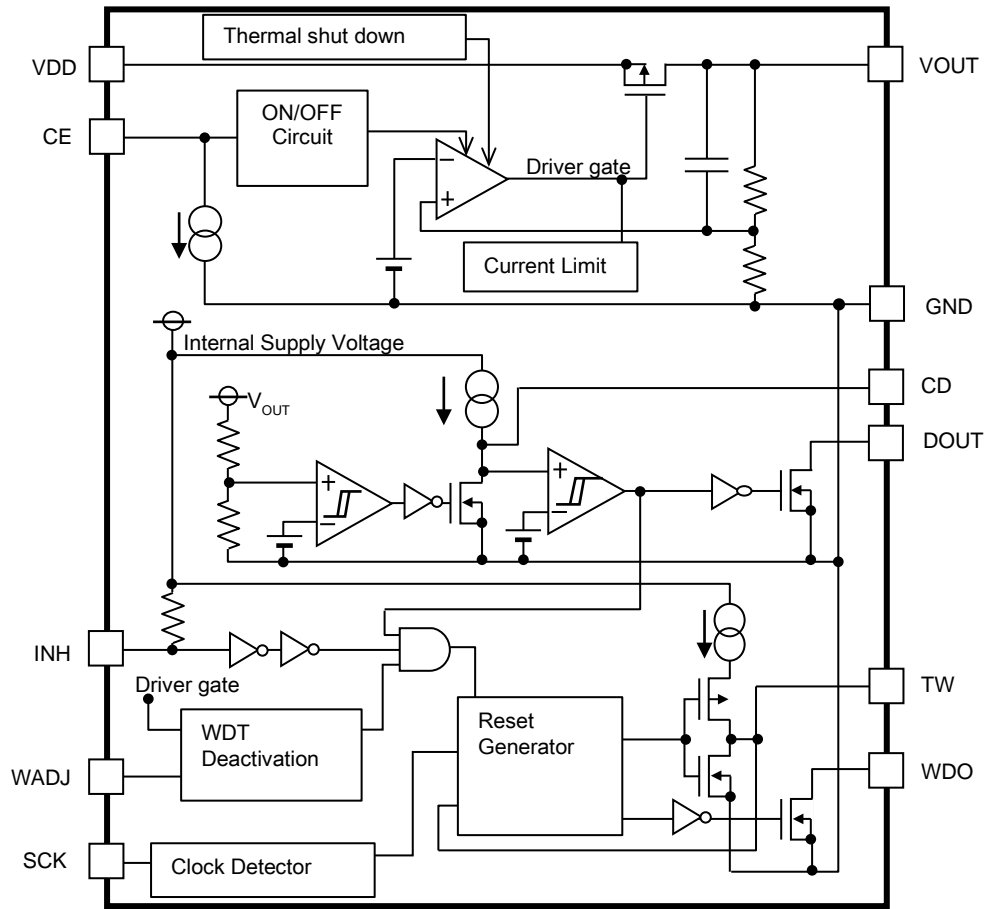 Thermal shut down
VDD
VOUT
ON/OFF
Circuit
CE
−
Driver gate
+
Current Limit
GND
Internal Supply Voltage
CD
VOUT
DOUT
+
+
−
−
INH
Driver gate
TW
WDT
Deactivation
Reset
Generator
WADJ
WDO
SCK
Clock Detector